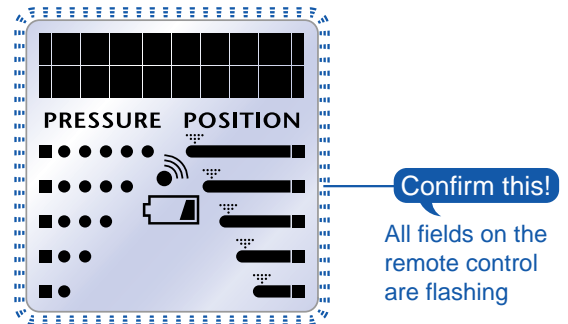 PRESSURE POSITION
Confirm this!
All fields on the
remote control
are flashing